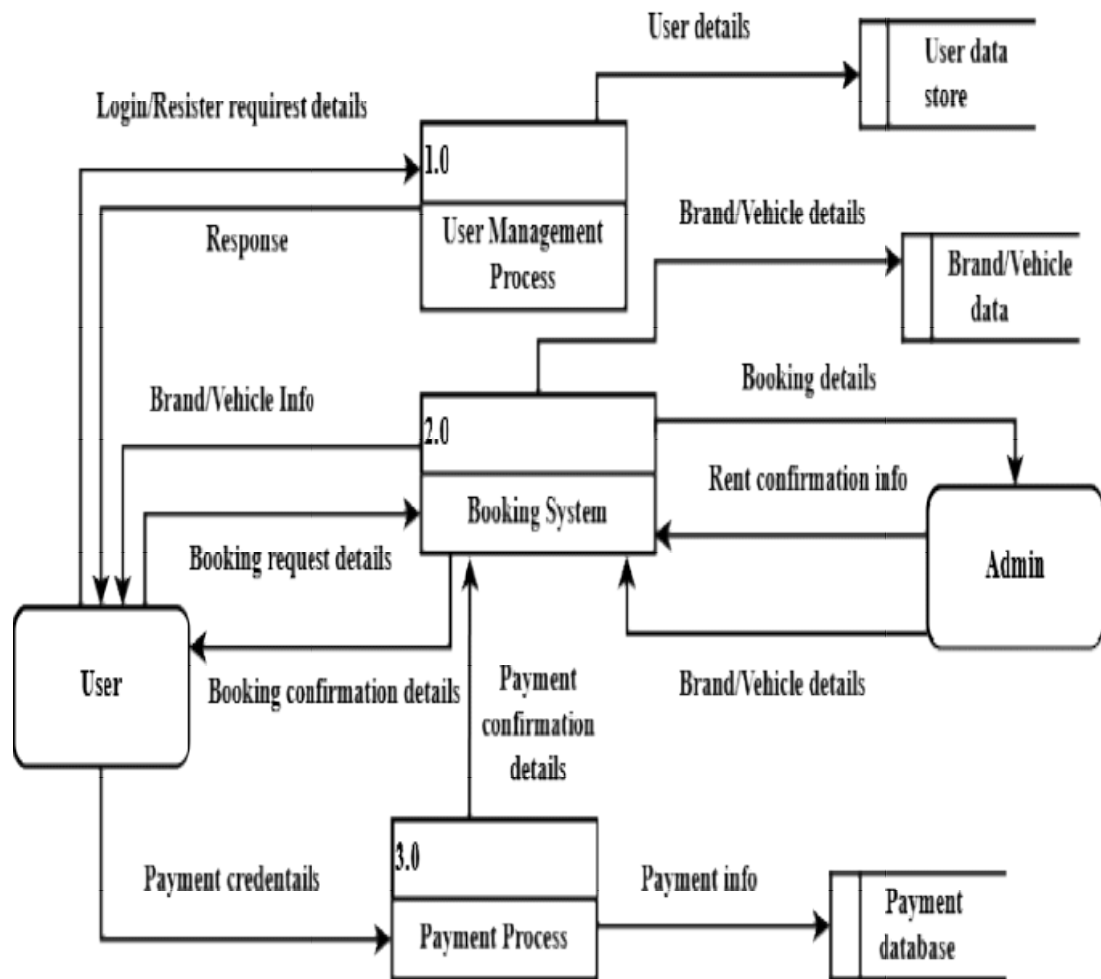 User details
User data
store
Login/Resister requirest details
1.0
User Management
Process
Response
Brand/Vehicle details
Brand/Vehicle
data
Brand/Vehicle Info
2.0
Booking System
Booking details
Rent confirmation info
Admin
Booking request details
User
Booking confirmation details
Payment
confirmation
details
Brand/Vehicle details
Payment credentails
3.0
Payment Process
Payment info
Payment
database